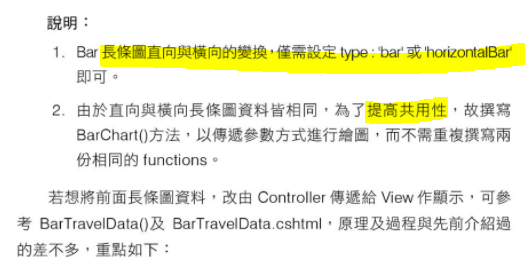 說明：
1. Bar 長條圖直向與橫向的變換，僅需設定 type : 'bar' 或 'horizontalBar'
即可。
2. 由於直向與橫向長條圖資料皆相同，為了提高共用性，故撰寫
BarChart()方法，以傳遞參數方式進行繪圖，而不需重複撰寫兩
份相同的 functions。
若想將前面長條圖資料，改由 Controller 傳遞給 View 作顯示，可參
考 BarTravelData()及 BarTravelData.cshtml，原理及過程與先前介紹過
的差不多，重點如下：